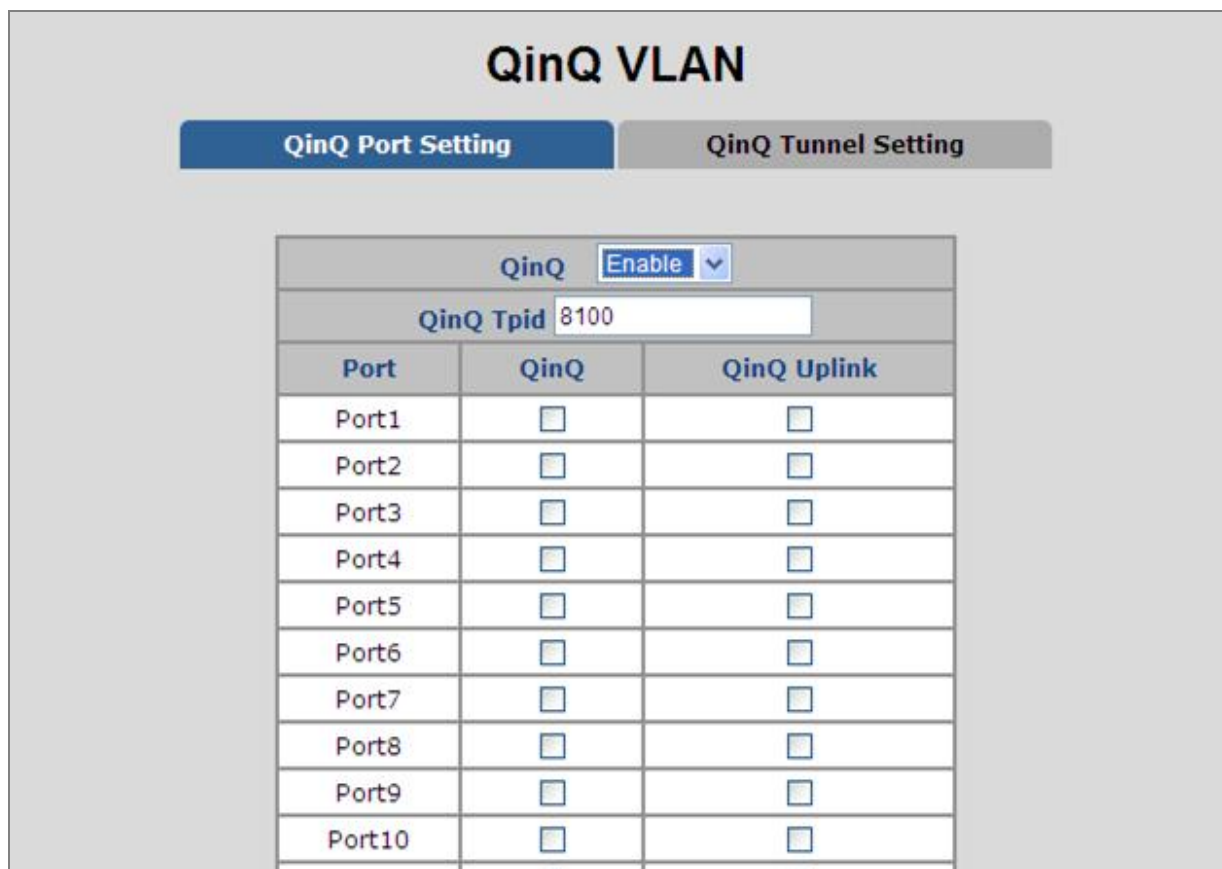 QinQ VLAN
QinQ Port Setting QinQ Tunnel Setting
QinQ Enable
QinQ Tpid 8100
Port QinQ QinQ Uplink
Port1
Port2
Port3
Port4
Port5
Port6
Port7
Port8
Port9
Port10